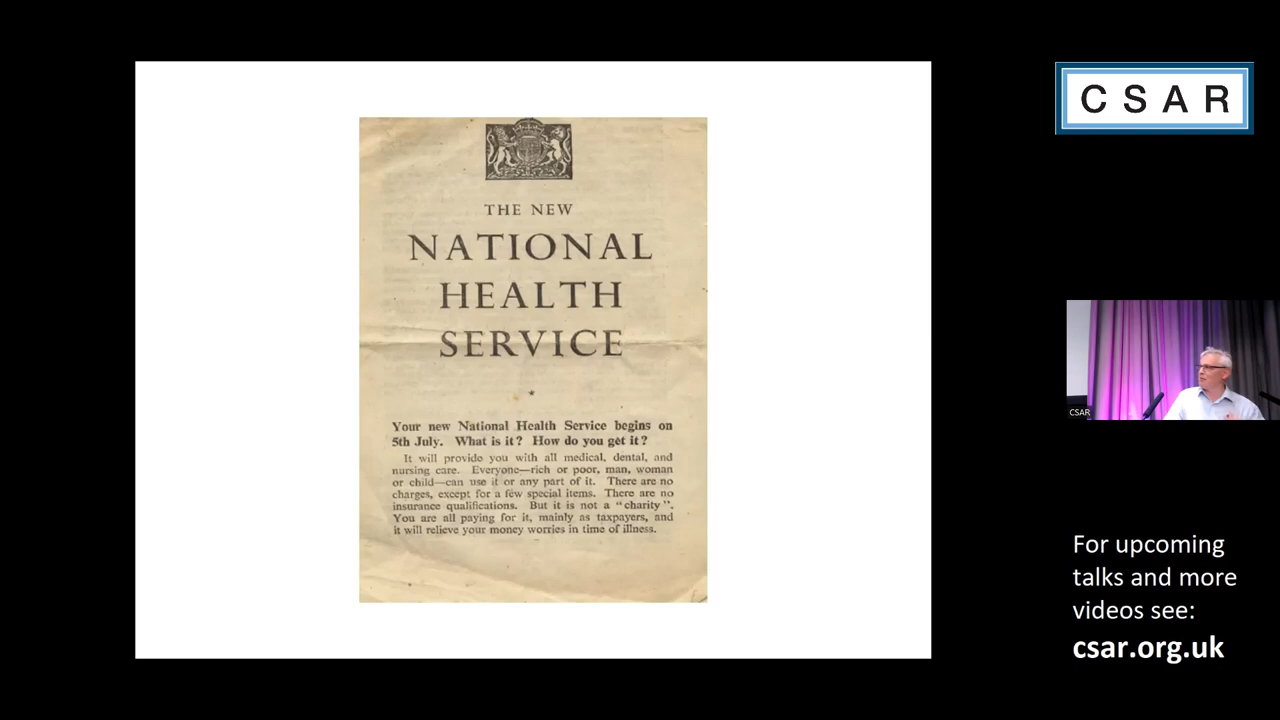 THE NEW
NATIONAL
HEALTH
SERVICE
Your new National Health Service begins on
5th July. What is it? How do you get it?
It will provide you with all medical, dental, and
nursing care. Everyone—rich or poor, man, woman
or child—can use it or any part of it. There are no
charges, except for a few special items. There are no
insurance qualifications. But it is not a "charity".
You are all paying for it, mainly as taxpayers, and
it will relieve your money worries in time of illness.
CSAR
CSAR
For upcoming
talks and more
videos see:
csar.org.uk